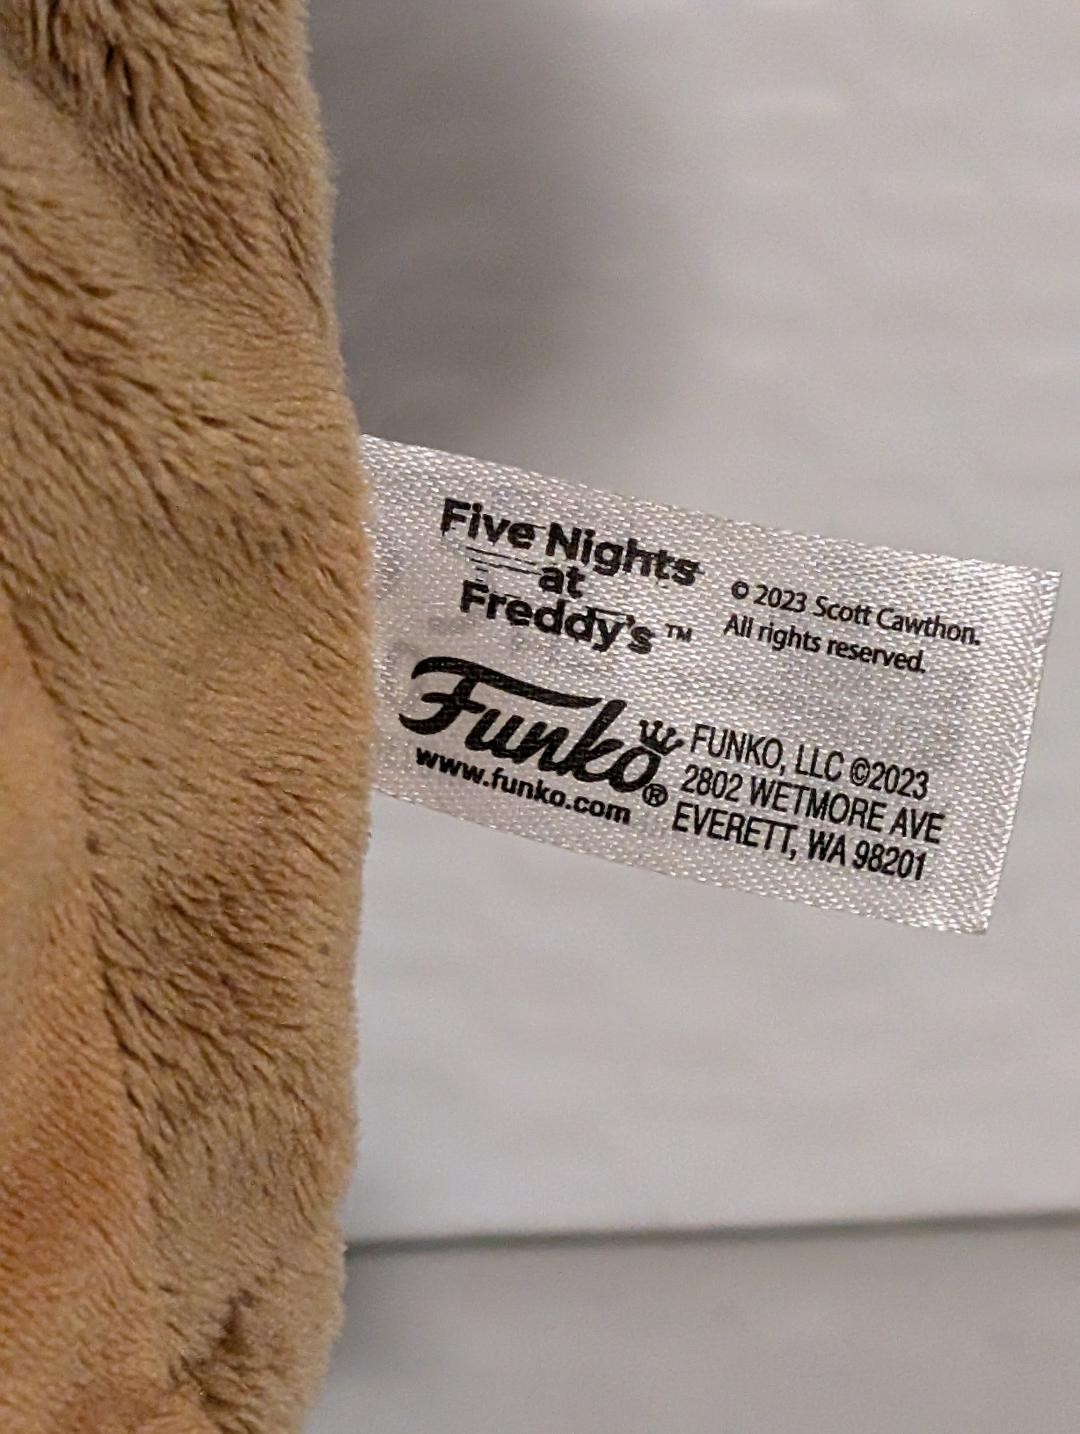 Five Nights
at
Freddy's™
© 2023 Scott Cawthon.
All rights reserved.
Funko®
www.funko.com
FUNKO, LLC ©2023
2802 WETMORE AVE
EVERETT, WA 98201